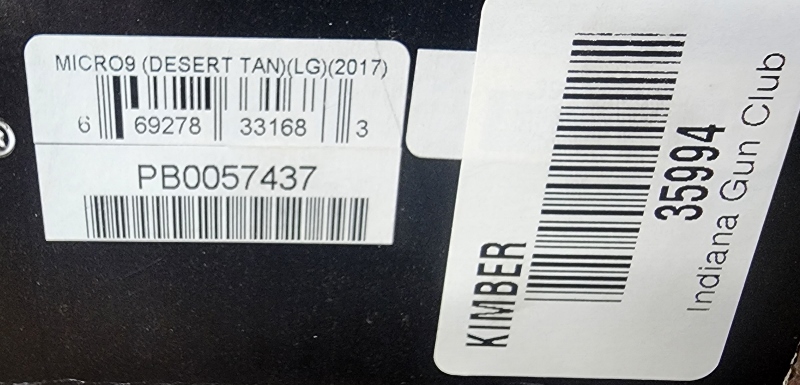 MICRO9 (DESERT TAN)(LG)(2017)
6 69278 33168 3
PB0057437
KIMBER
35994
Indiana Gun Club
®